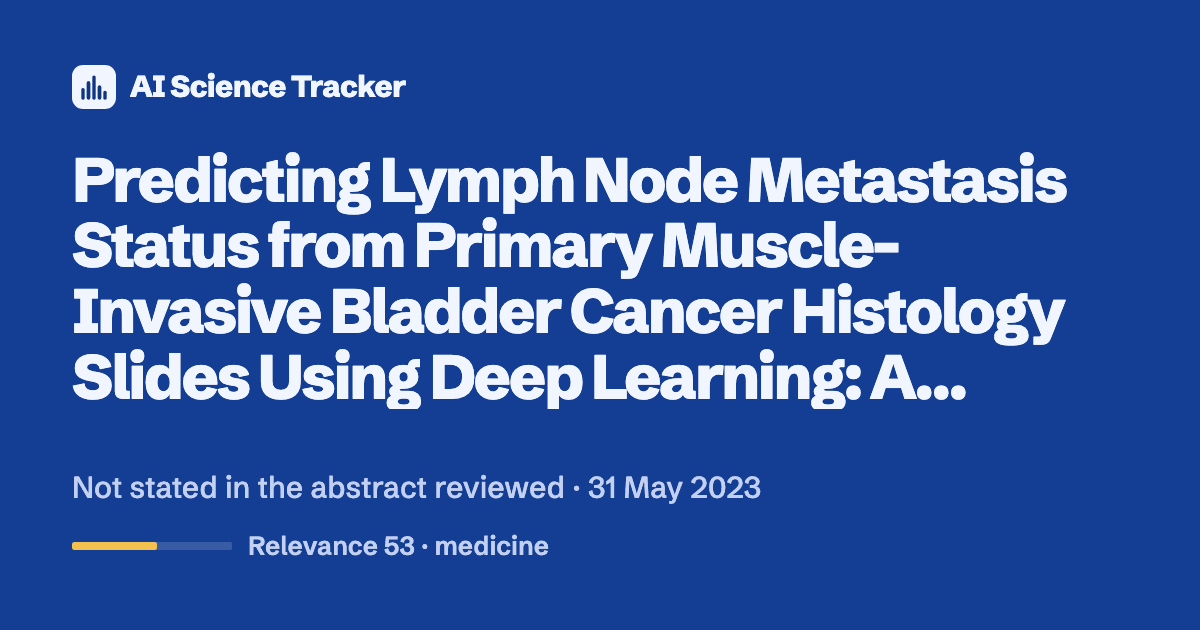 AI Science Tracker
Predicting Lymph Node Metastasis
Status from Primary Muscle-
Invasive Bladder Cancer Histology
Slides Using Deep Learning: A...
Not stated in the abstract reviewed · 31 May 2023
Relevance 53 · medicine